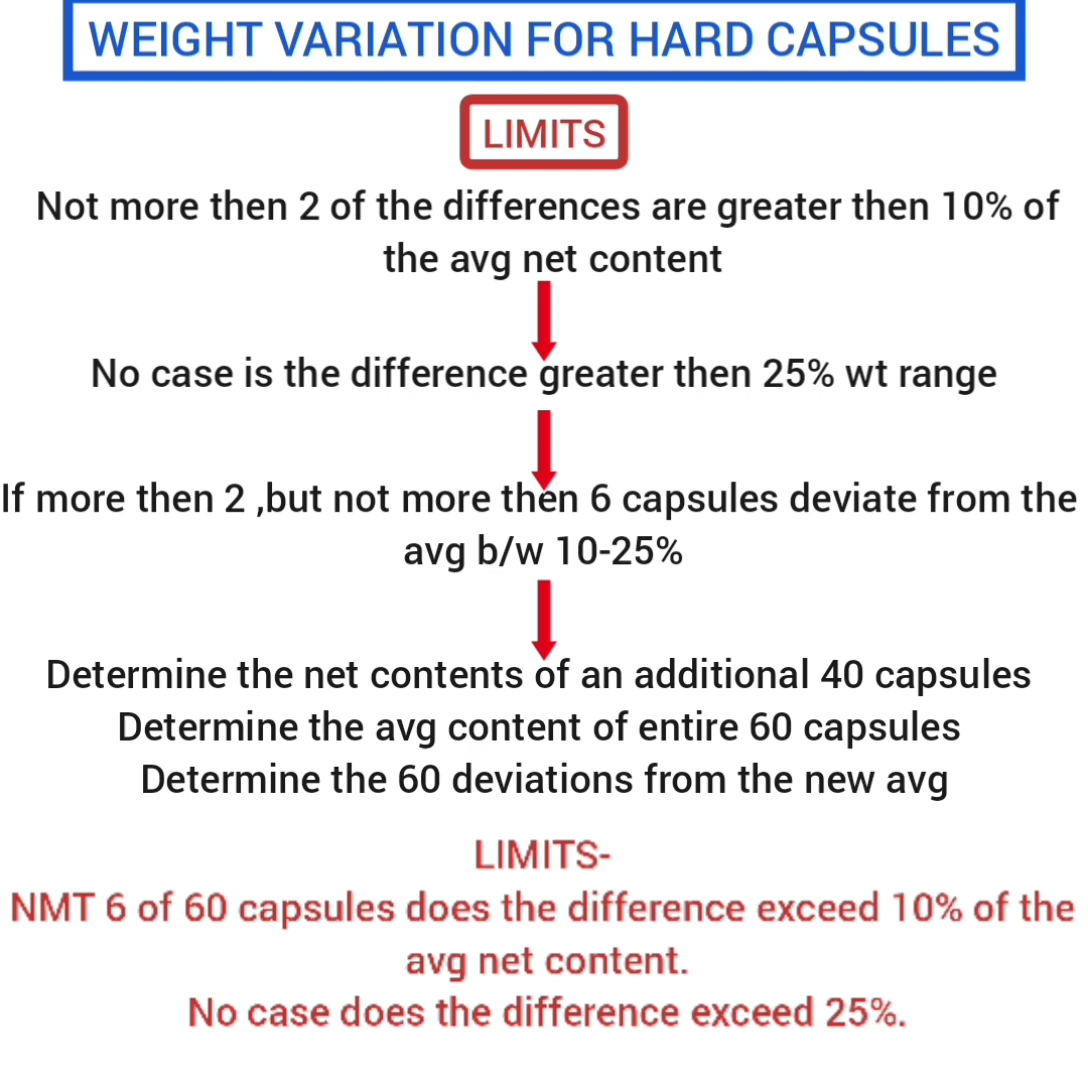 WEIGHT VARIATION FOR HARD CAPSULES
LIMITS
Not more then 2 of the differences are greater then 10% of
the avg net content
No case is the difference greater then 25% wt range
If more then 2 ,but not more then 6 capsules deviate from the
avg b/w 10-25%
Determine the net contents of an additional 40 capsules
Determine the avg content of entire 60 capsules
Determine the 60 deviations from the new avg
LIMITS-
NMT 6 of 60 capsules does the difference exceed 10% of the
avg net content.
No case does the difference exceed 25%.